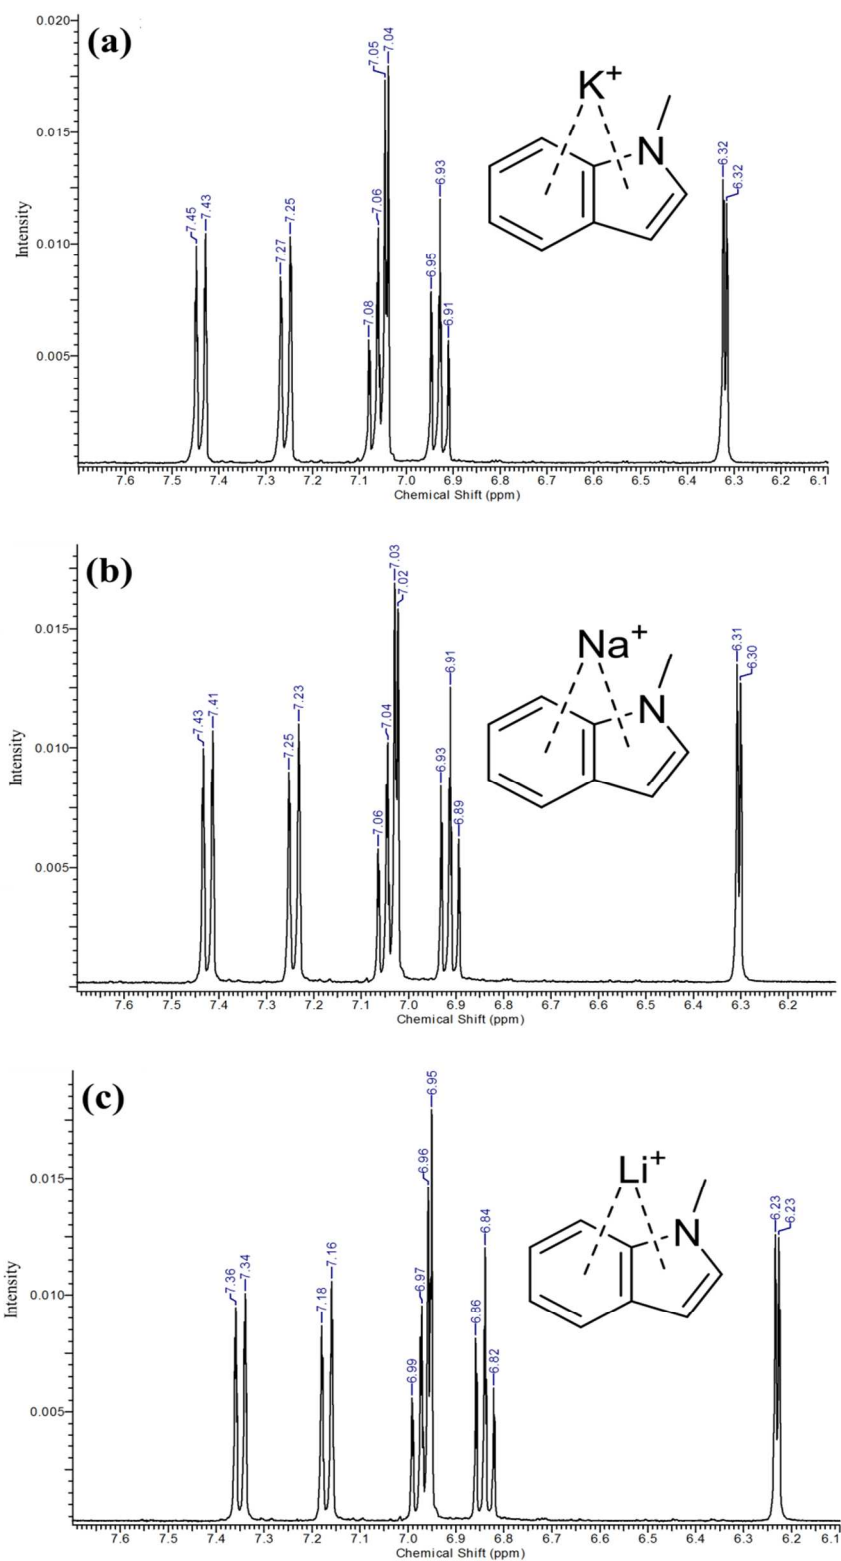 (a)
0.020
0.015
0.010
0.005
Intensity
7.45
7.43
7.27
7.25
7.08
7.06
7.05
7.04
6.95
6.93
6.91
6.32
6.32
K+
N
7.6 7.5 7.4 7.3 7.2 7.1 7.0 6.9 6.8 6.7 6.6 6.5 6.4 6.3 6.2 6.1
Chemical Shift (ppm)
(b)
0.015
0.010
0.005
Intensity
7.43
7.41
7.25
7.23
7.06
7.04
7.03
7.02
6.93
6.91
6.89
6.31
6.30
Na+
N
7.6 7.5 7.4 7.3 7.2 7.1 7.0 6.9 6.8 6.7 6.6 6.5 6.4 6.3 6.2
Chemical Shift (ppm)
(c)
0.015
0.010
0.005
Intensity
7.36
7.34
7.18
7.16
6.99
6.97
6.96
6.95
6.86
6.84
6.82
6.23
6.23
Li+
N
7.6 7.5 7.4 7.3 7.2 7.1 7.0 6.9 6.8 6.7 6.6 6.5 6.4 6.3 6.2 6.1
Chemical Shift (ppm)